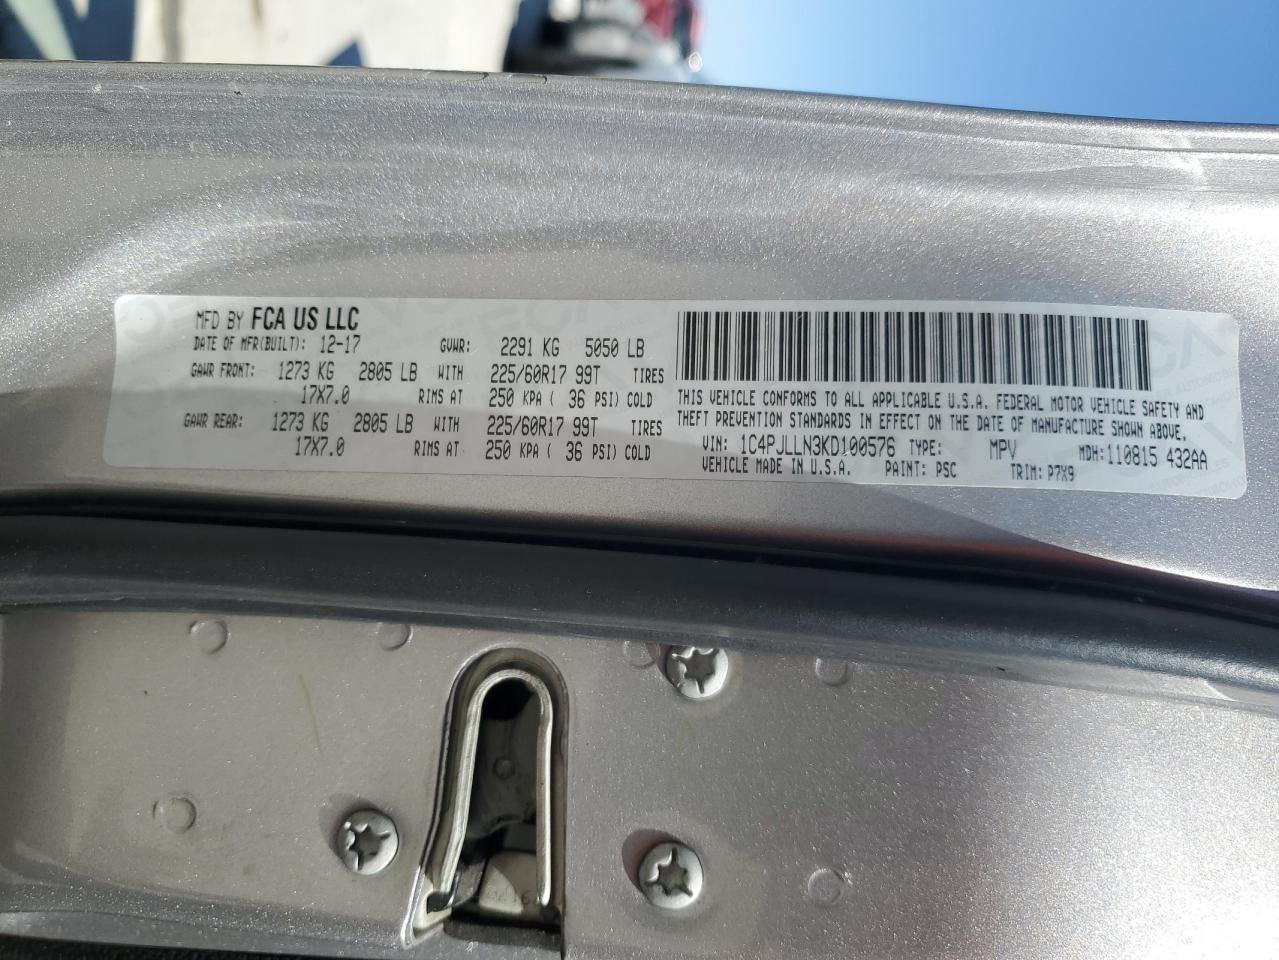 MFD BY FCA US LLC
DATE OF MFR(BUILT): 12-17 GVWR: 2291 KG 5050 LB
GAWR FRONT: 1273 KG 2805 LB WITH 225/60R17 99T TIRES
17X7.0 RIMS AT 250 KPA ( 36 PSI) COLD
GAWR REAR: 1273 KG 2805 LB WITH 225/60R17 99T TIRES
17X7.0 RIMS AT 250 KPA ( 36 PSI) COLD
THIS VEHICLE CONFORMS TO ALL APPLICABLE U.S.A. FEDERAL MOTOR VEHICLE SAFETY AND
THEFT PREVENTION STANDARDS IN EFFECT ON THE DATE OF MANUFACTURE SHOWN ABOVE.
VIN: 1C4PJLLN3KD100576 TYPE: MPV MDH: 110815 432AA
VEHICLE MADE IN U.S.A. PAINT: PSC TRIM: P7X9